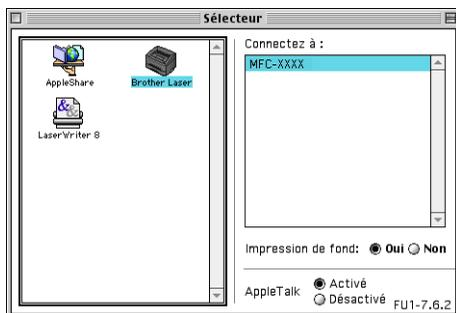 Sélecteur
AppleShare
Brother Laser
LaserWriter 8
Connectez à :
MFC-XXXX
Impression de fond: Oui Non
AppleTalk
Activé
Désactivé
FU1-7.6.2